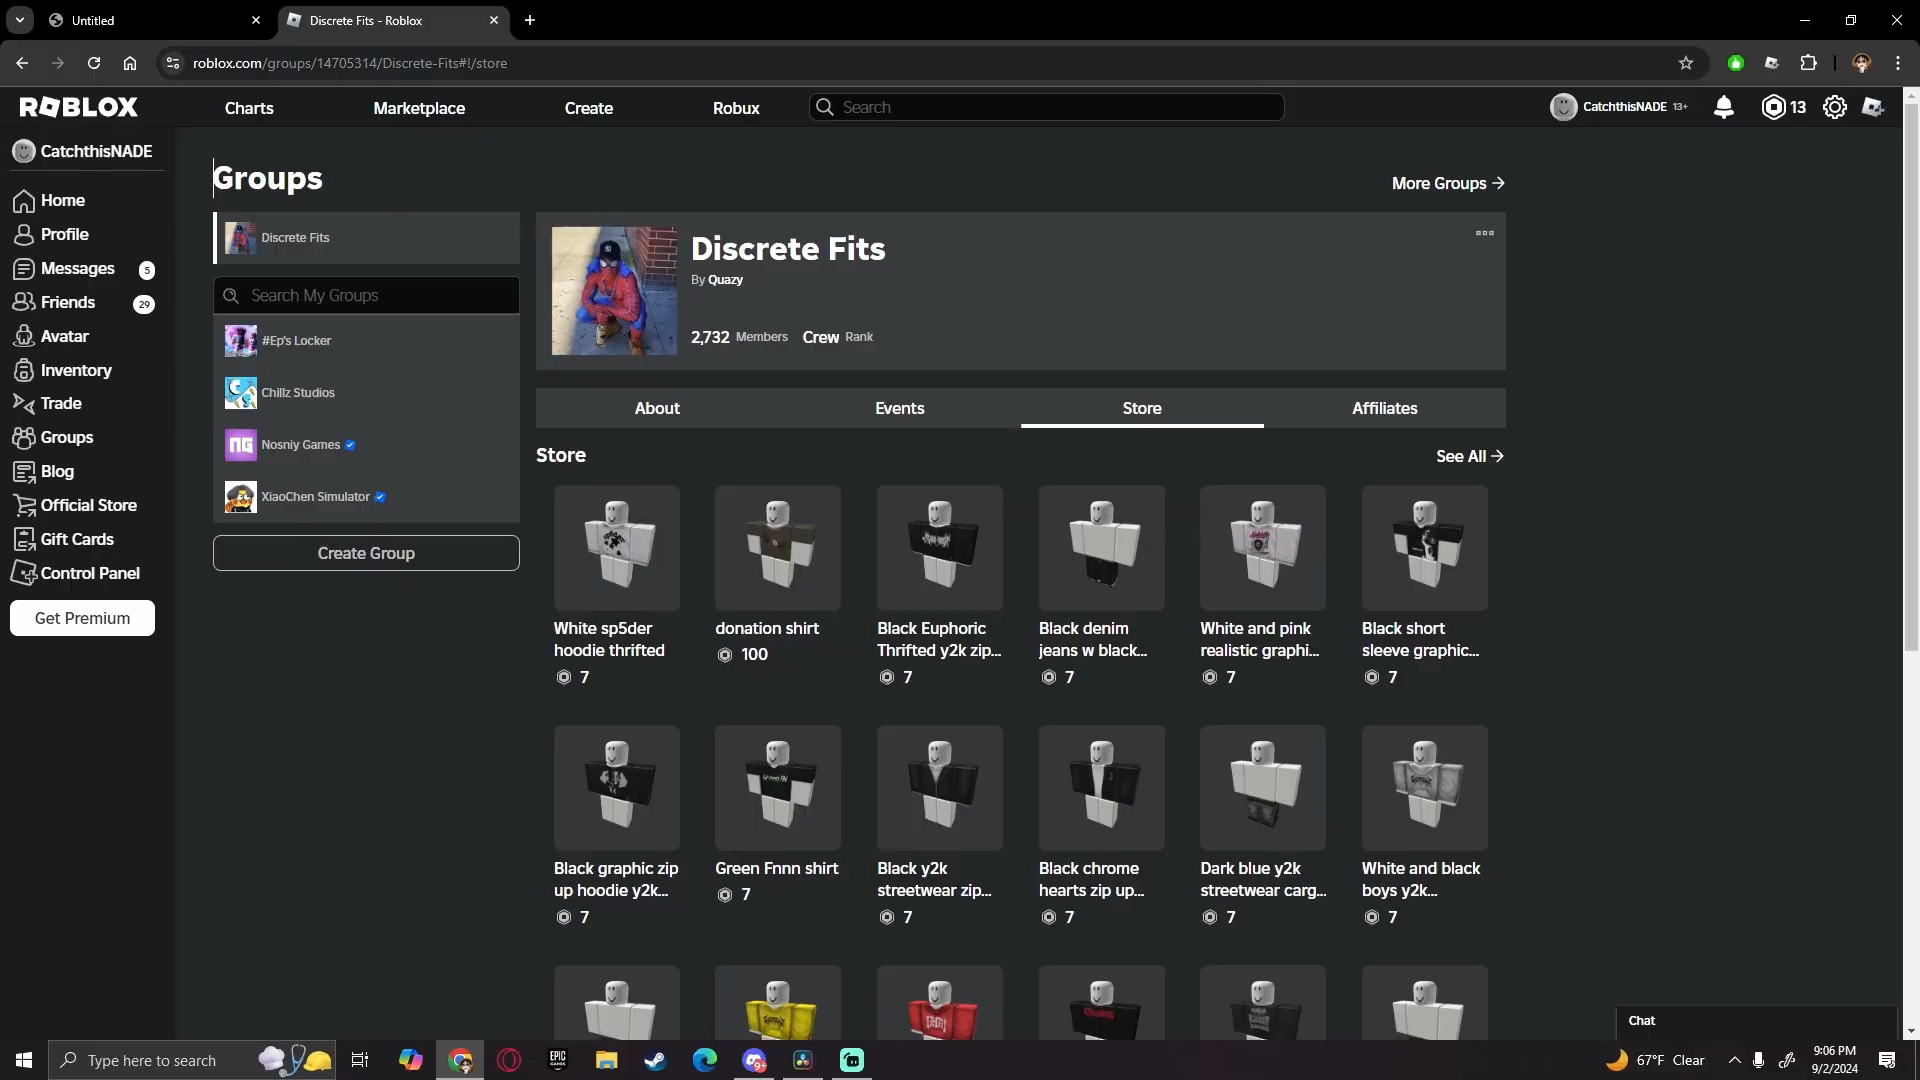 Untitled
Discrete Fits - Roblox
roblox.com/groups/14705314/Discrete-Fits#!/store
ROBLOX
Charts
Marketplace
Create
Robux
Search
CatchthisNADE 13+
13
CatchthisNADE
Home
Profile
Messages 5
Friends 29
Avatar
Inventory
Trade
Groups
Blog
Official Store
Gift Cards
Control Panel
Get Premium
Groups
More Groups
Discrete Fits
Search My Groups
#Ep's Locker
Chillz Studios
NG
Nosniy Games
XiaoChen Simulator
Create Group
Discrete Fits
By Quazy
2,732 Members Crew Rank
About
Events
Store
Affiliates
Store
See All
White sp5der
hoodie thrifted
7
donation shirt
100
Black Euphoric
Thrifted y2k zip...
7
Black denim
jeans w black...
7
White and pink
realistic graphi...
7
Black short
sleeve graphic...
7
Black graphic zip
up hoodie y2k...
7
Green Fnnn shirt
7
Black y2k
streetwear zip...
7
Black chrome
hearts zip up...
7
Dark blue y2k
streetwear carg...
7
White and black
boys y2k...
7
Chat
Type here to search
EPIC
GAMES
9+
67°F Clear
9:06 PM
9/2/2024